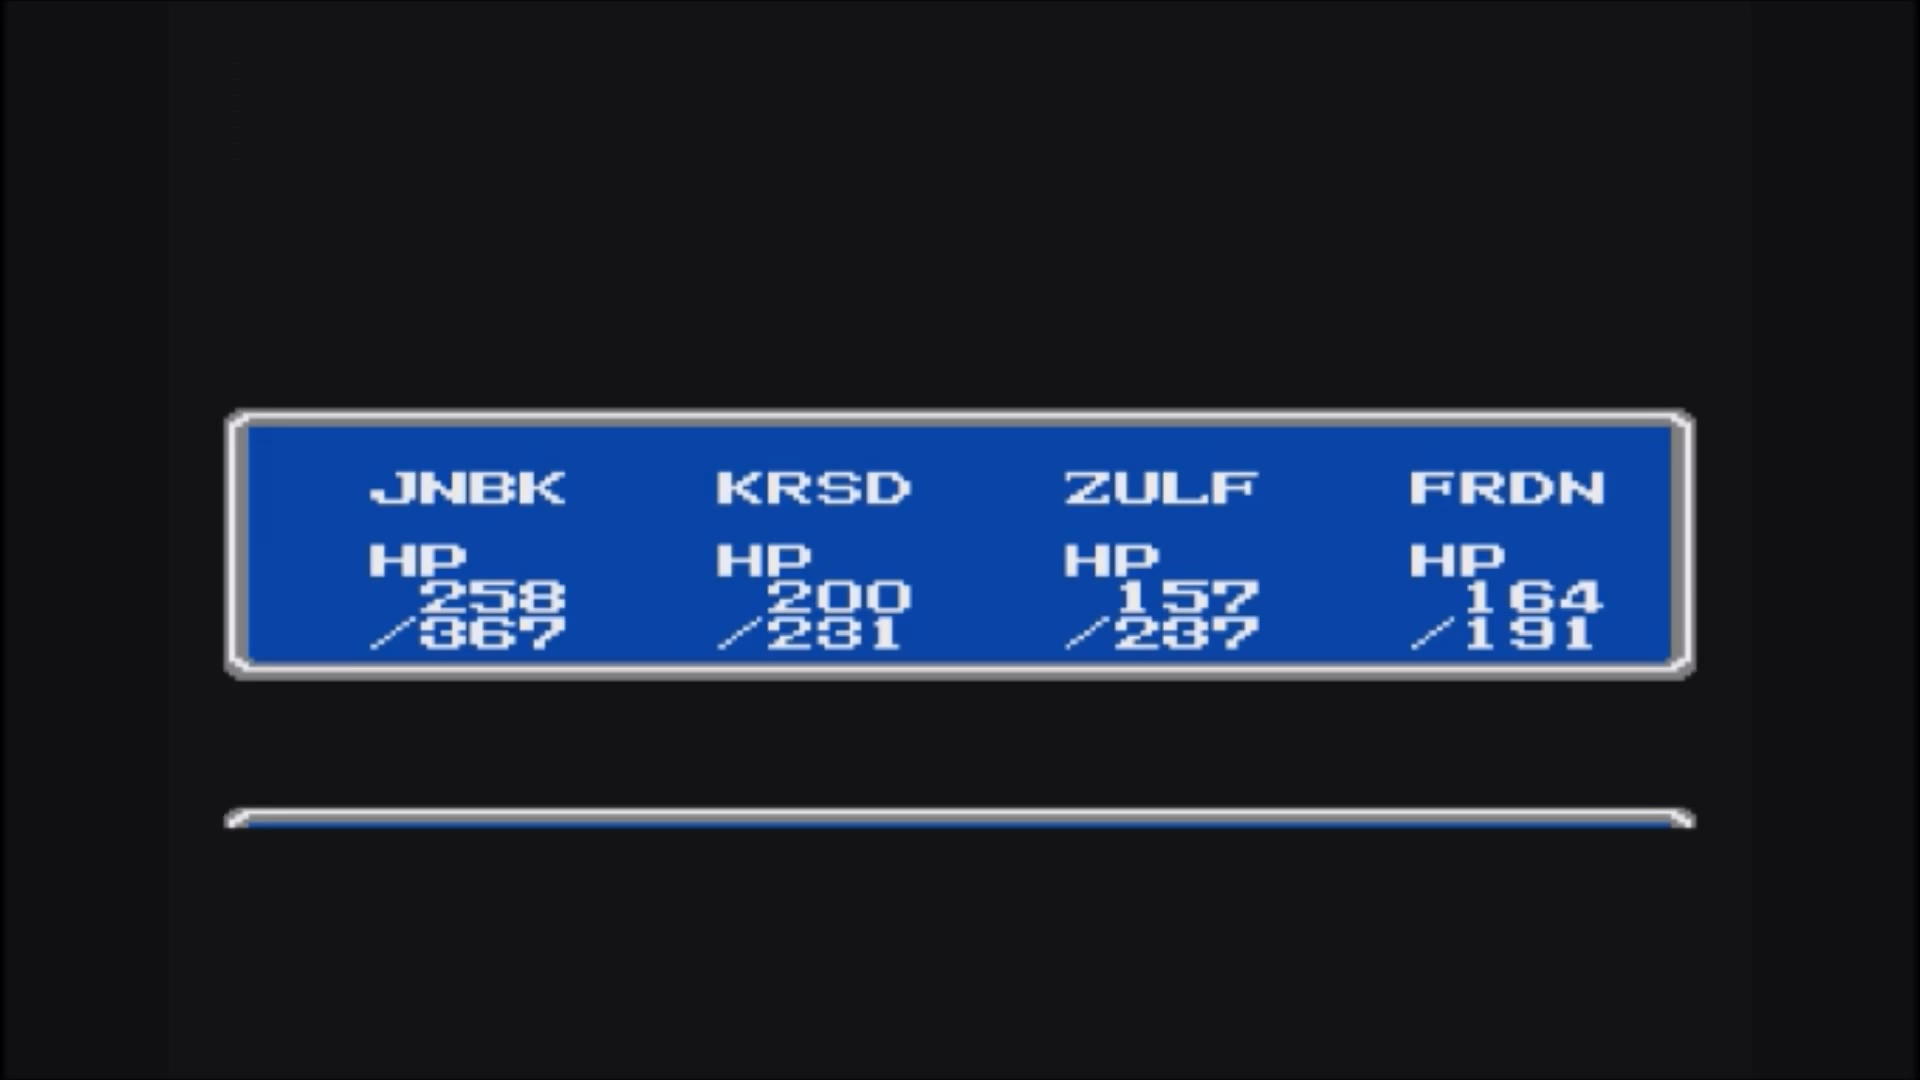 JNBK KRSD ZULF FRDN
HP HP HP HP
258 200 157 164
/367 /231 /237 /191